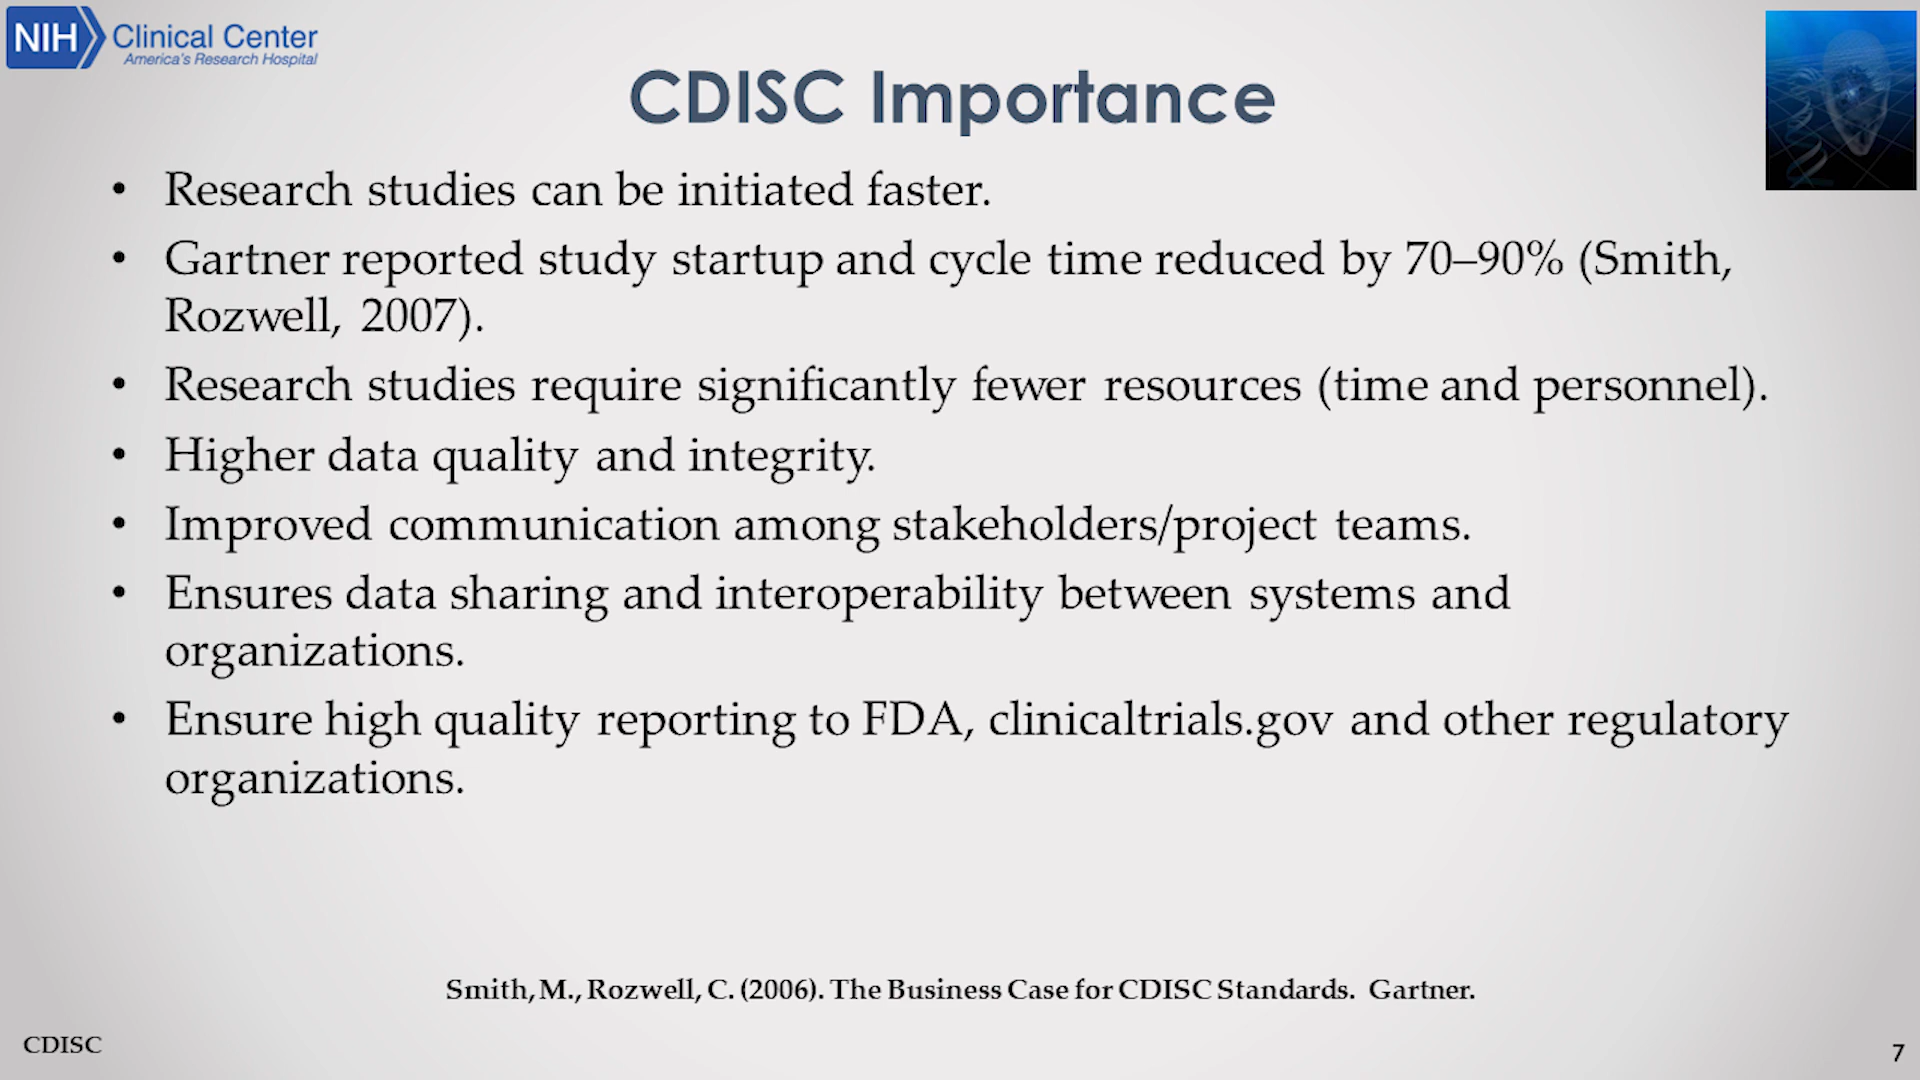 NIH Clinical Center
America's Research Hospital
CDISC Importance
• Research studies can be initiated faster.
• Gartner reported study startup and cycle time reduced by 70–90% (Smith,
Rozwell, 2007).
• Research studies require significantly fewer resources (time and personnel).
• Higher data quality and integrity.
• Improved communication among stakeholders/project teams.
• Ensures data sharing and interoperability between systems and
organizations.
• Ensure high quality reporting to FDA, clinicaltrials.gov and other regulatory
organizations.
Smith, M., Rozwell, C. (2006). The Business Case for CDISC Standards. Gartner.
CDISC
7